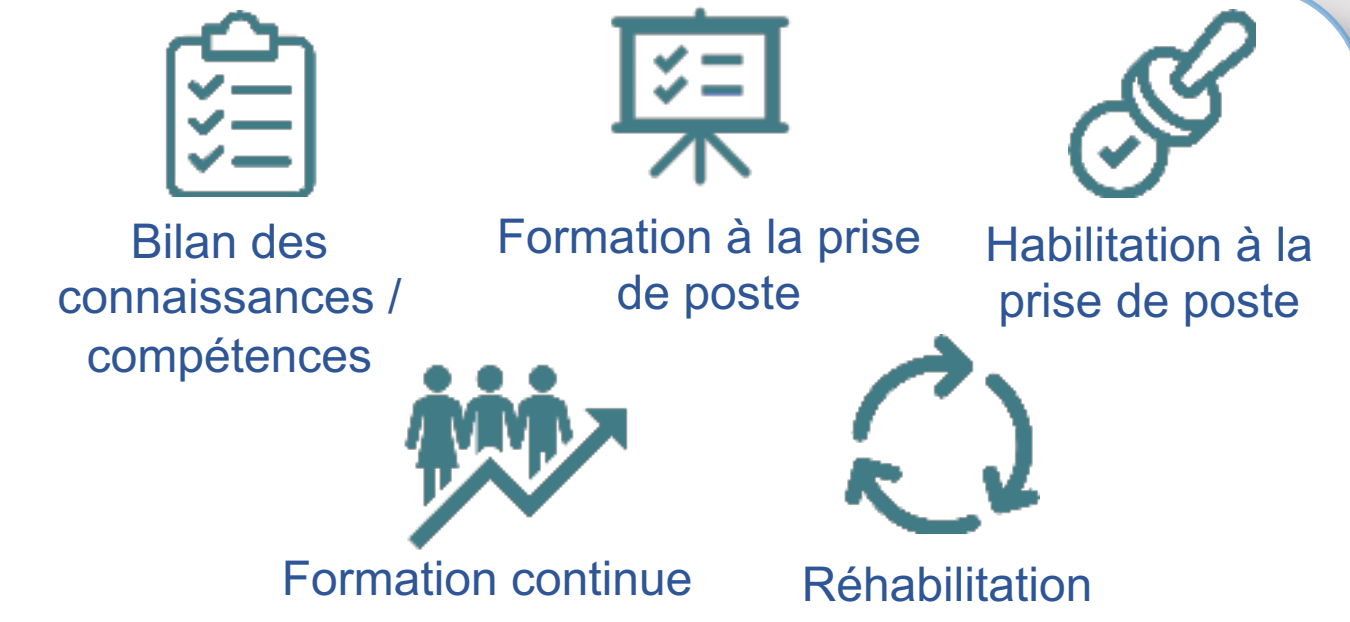 Bilan des
connaissances /
compétences
Formation à la prise
de poste
Habilitation à la
prise de poste
Formation continue
Réhabilitation